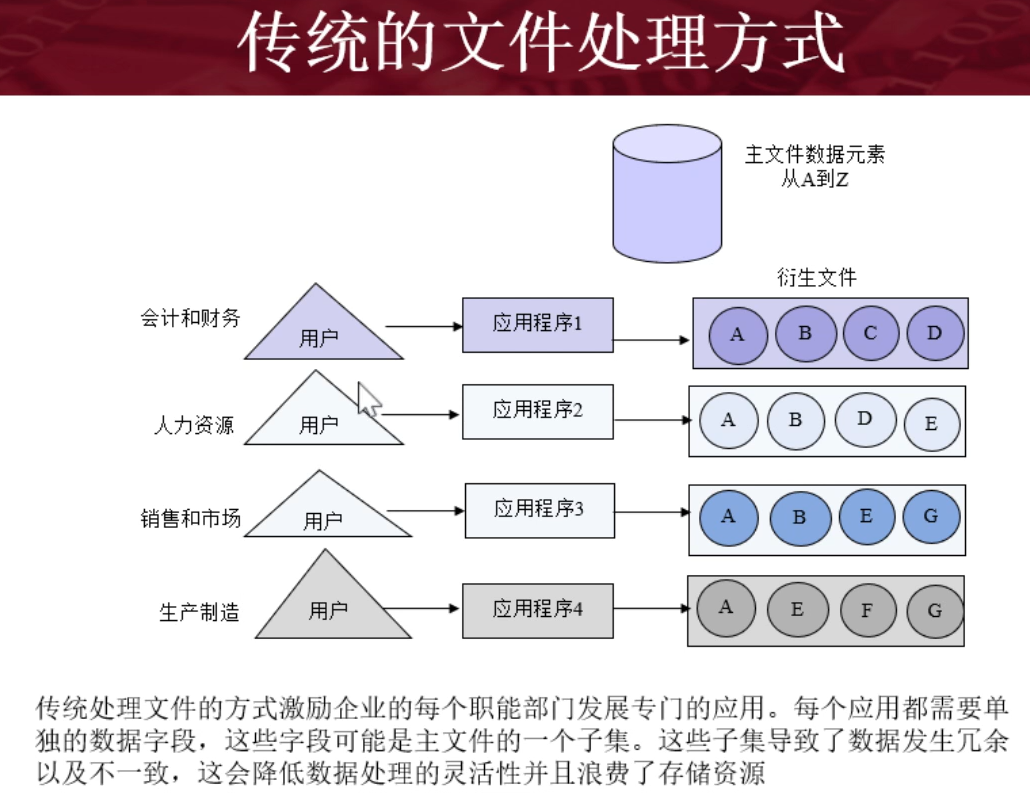 传统的文件处理方式
主文件数据元素
从A到Z
衍生文件
会计和财务
用户
应用程序1
A B C D
人力资源
用户
应用程序2
A B D E
销售和市场
用户
应用程序3
A B E G
生产制造
用户
应用程序4
A E F G
传统处理文件的方式激励企业的每个职能部门发展专门的应用。每个应用都需要单
独的数据字段，这些字段可能是主文件的一个子集。这些子集导致了数据发生冗余
以及不一致，这会降低数据处理的灵活性并且浪费了存储资源